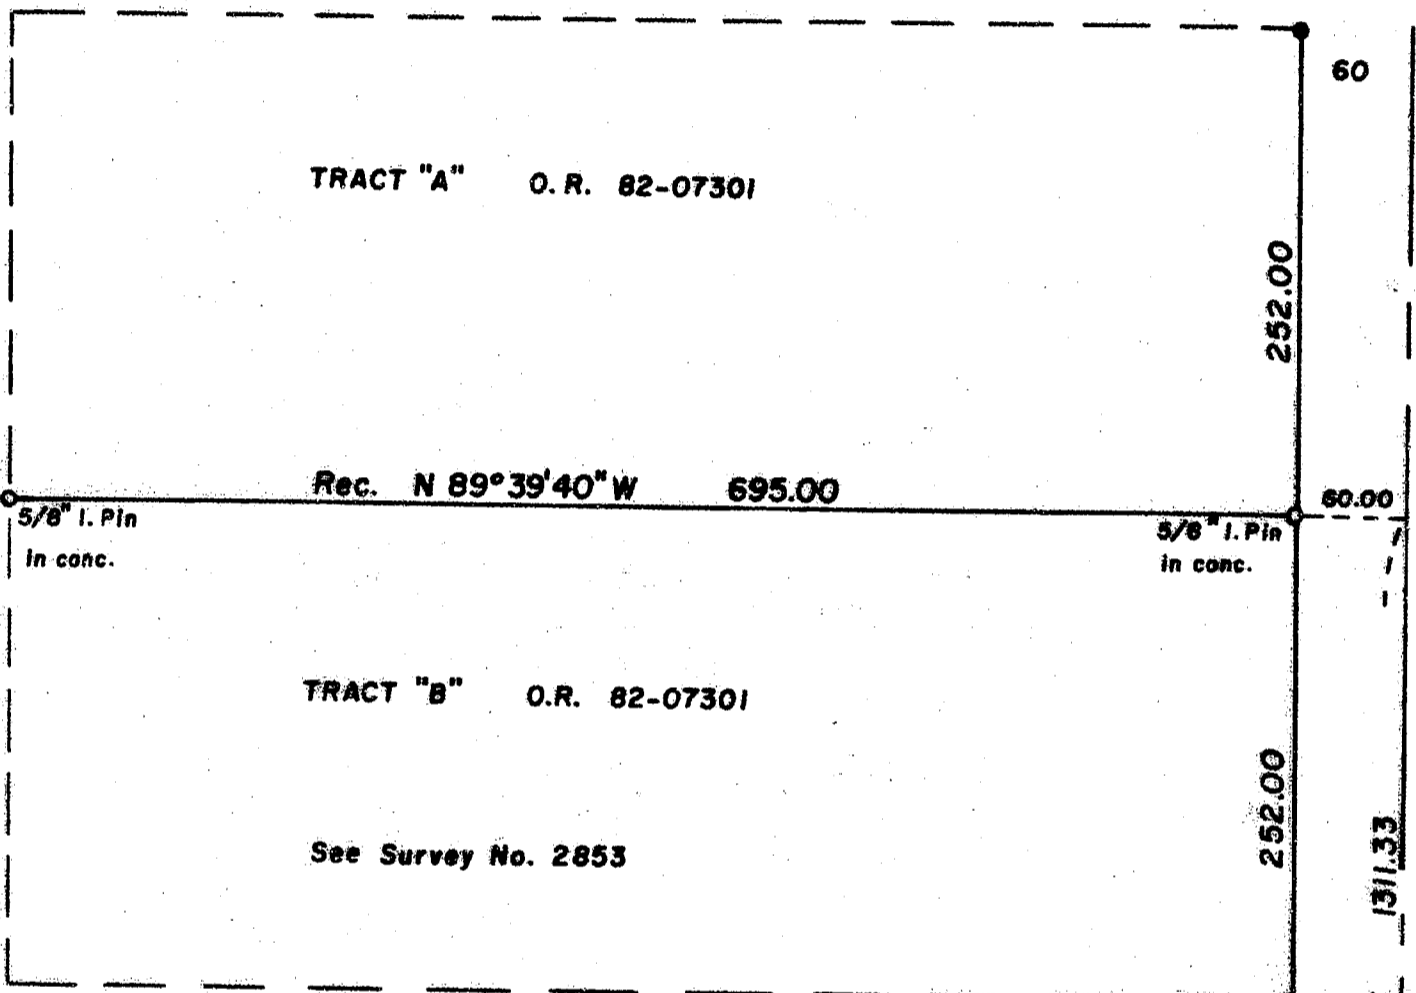 60
TRACT "A" O.R. 82-07301
252.00
Rec. N 89°39'40" W 695.00
60.00
5/8" I. Pin
in conc.
5/8" I. Pin
in conc.
TRACT "B" O.R. 82-07301
252.00
See Survey No. 2853
1311.33